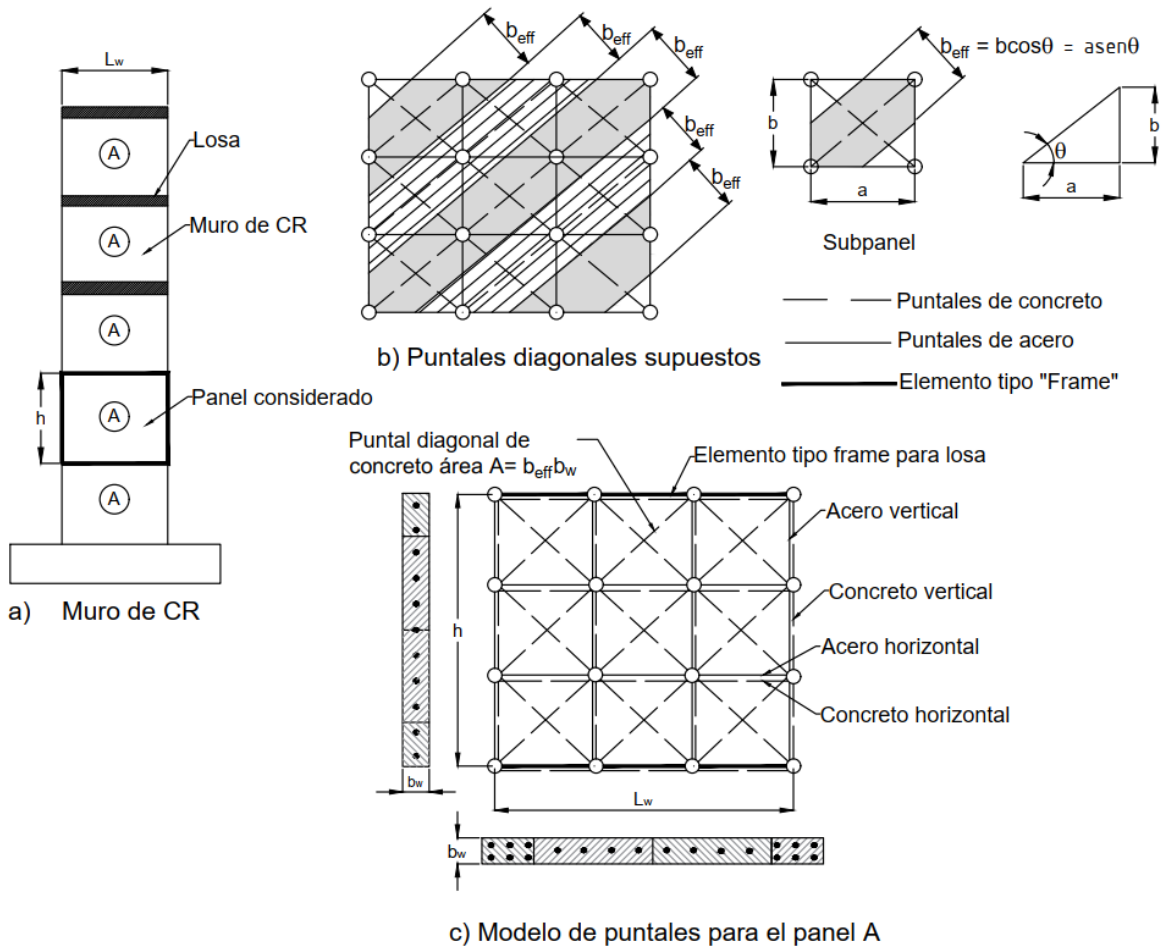 Lw
A
Losa
A
Muro de CR
A
h
A
Panel considerado
A
a) Muro de CR
beff
beff
beff
beff
beff
b) Puntales diagonales supuestos
beff = bcosθ = asenθ
b
a
θ
b
a
Subpanel
Puntales de concreto
Puntales de acero
Elemento tipo "Frame"
Puntal diagonal de
concreto área A= beffbw
Elemento tipo frame para losa
Acero vertical
Concreto vertical
Acero horizontal
Concreto horizontal
h
bw
Lw
bw
c) Modelo de puntales para el panel A